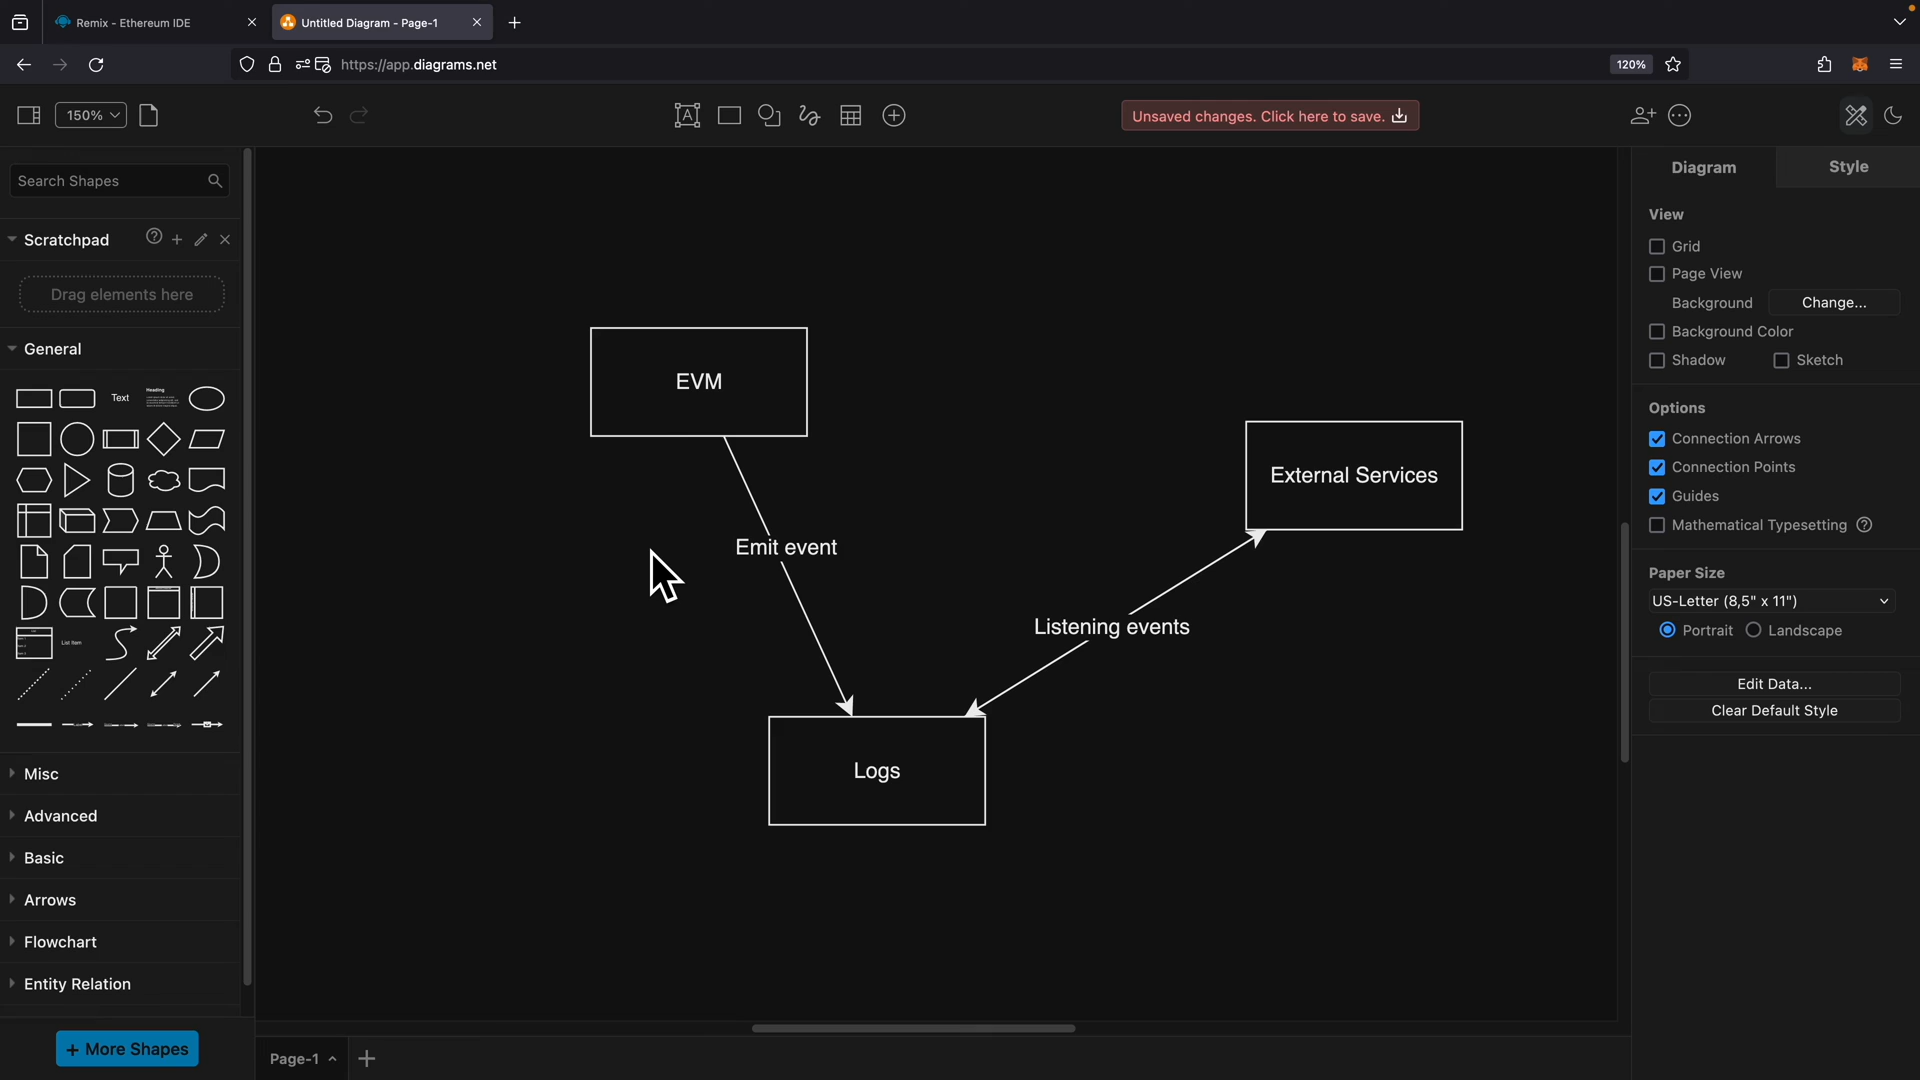 Remix - Ethereum IDE
Untitled Diagram - Page-1
https://app.diagrams.net
120%
150%
Unsaved changes. Click here to save.
Search Shapes
Scratchpad
Drag elements here
General
Text
Heading
List Item
Misc
Advanced
Basic
Arrows
Flowchart
Entity Relation
+ More Shapes
EVM
Emit event
External Services
Listening events
Logs
Page-1
Diagram
Style
View
Grid
Page View
Background
Change...
Background Color
Shadow
Sketch
Options
Connection Arrows
Connection Points
Guides
Mathematical Typesetting
Paper Size
US-Letter (8,5" x 11")
Portrait
Landscape
Edit Data...
Clear Default Style